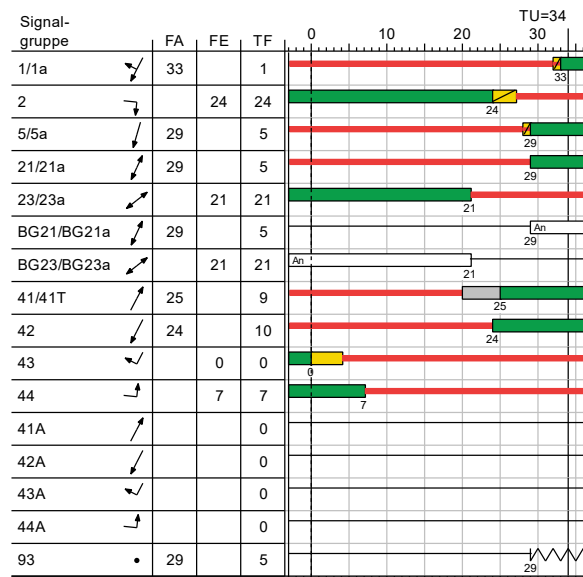 Signal-
gruppe FA FE TF 0 10 20 30
TU=34
1/1a 33 1 33
2 24 24 24
5/5a 29 5 29
21/21a 29 5 29
23/23a 21 21 21
BG21/BG21a 29 5 An 29
BG23/BG23a 21 21 An 21
41/41T 25 9 25
42 24 10 24
43 0 0 0
44 7 7 7
41A 0
42A 0
43A 0
44A 0
93 29 5 29